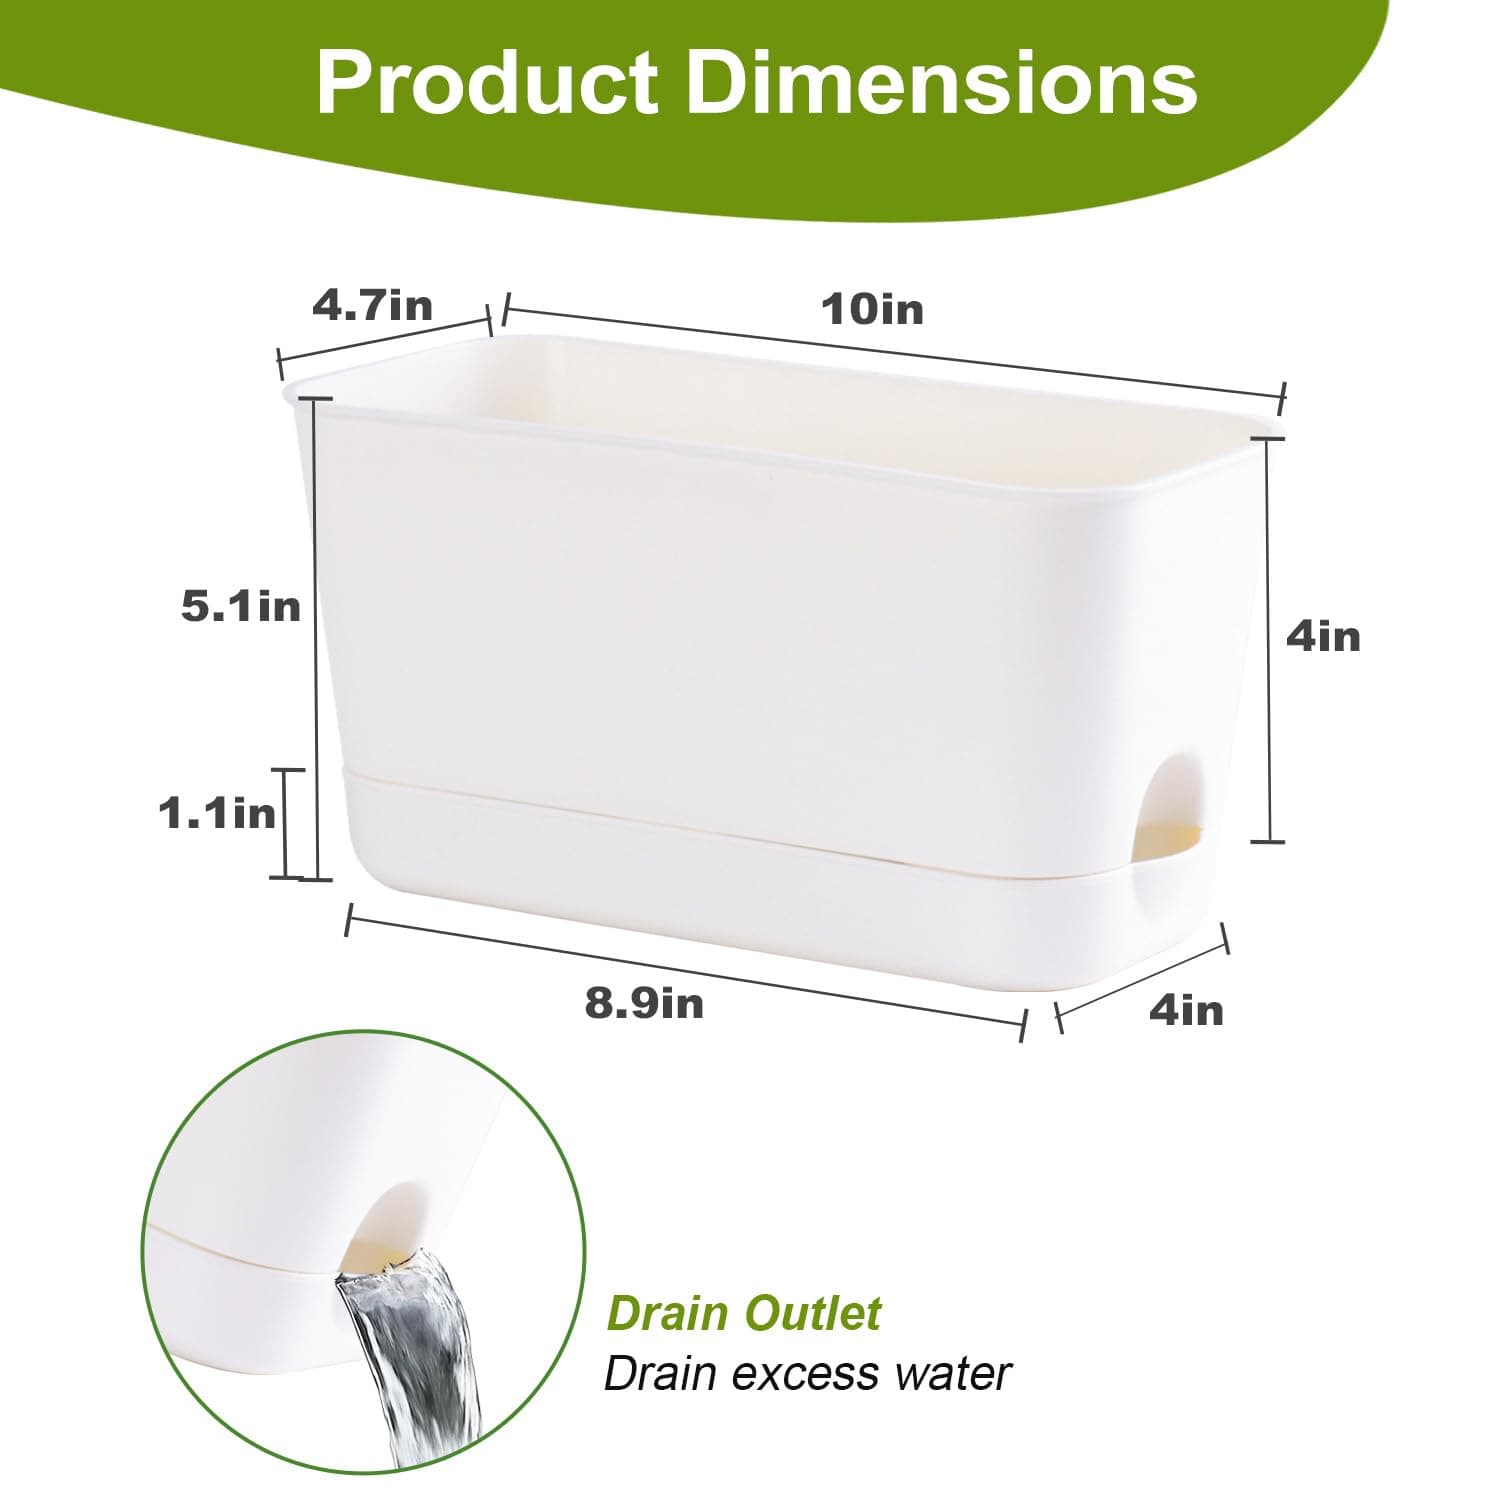 Product Dimensions
4.7in
10in
5.1in
4in
1.1in
8.9in
4in
Drain Outlet
Drain excess water